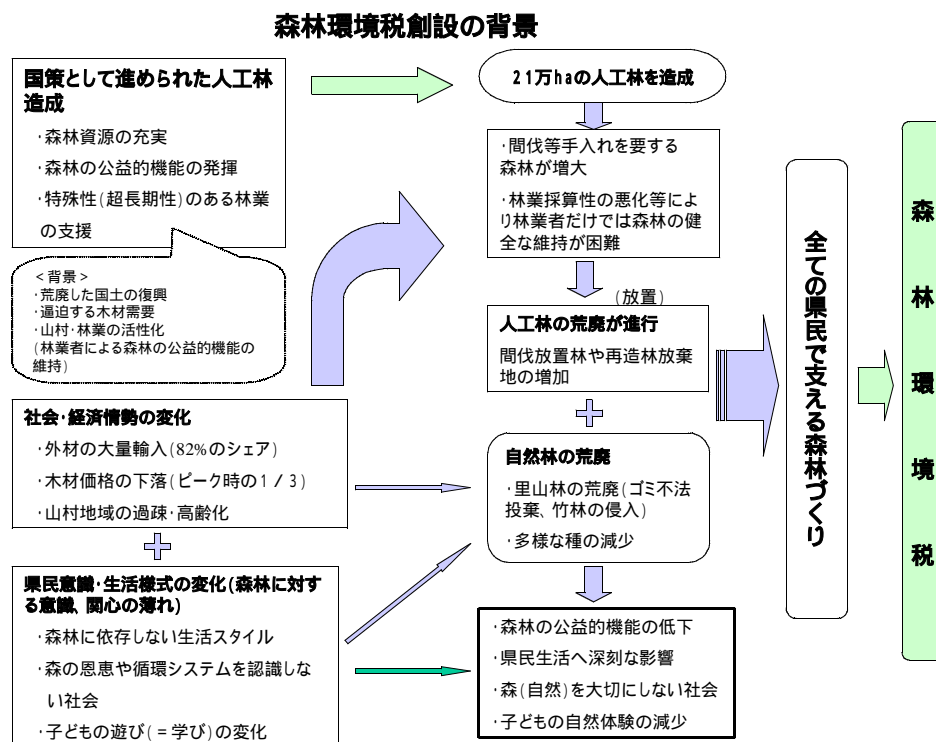 森林環境税創設の背景
国策として進められた人工林
造成
・森林資源の充実
・森林の公益的機能の発揮
・特殊性(超長期性)のある林業
の支援
<背景>
・荒廃した国土の復興
・逼迫する木材需要
・山村・林業の活性化
(林業者による森林の公益的機能の
維持)
社会・経済情勢の変化
・外材の大量輸入(82%のシェア)
・木材価格の下落(ピーク時の1/3)
・山村地域の過疎・高齢化
県民意識・生活様式の変化(森林に対す
る意識、関心の薄れ)
・森林に依存しない生活スタイル
・森の恩恵や循環システムを認識しな
い社会
・子どもの遊び(=学び)の変化
21万haの人工林を造成
・間伐等手入れを要する
森林が増大
・林業採算性の悪化等によ
り林業者だけでは森林の健
全な維持が困難
(放置)
人工林の荒廃が進行
間伐放置林や再造林放棄
地の増加
自然林の荒廃
・里山林の荒廃(ゴミ不法
投棄、竹林の侵入)
・多様な種の減少
・森林の公益的機能の低下
・県民生活へ深刻な影響
・森(自然)を大切にしない社会
・子どもの自然体験の減少
全ての県民で支える森林づくり
森林環境税